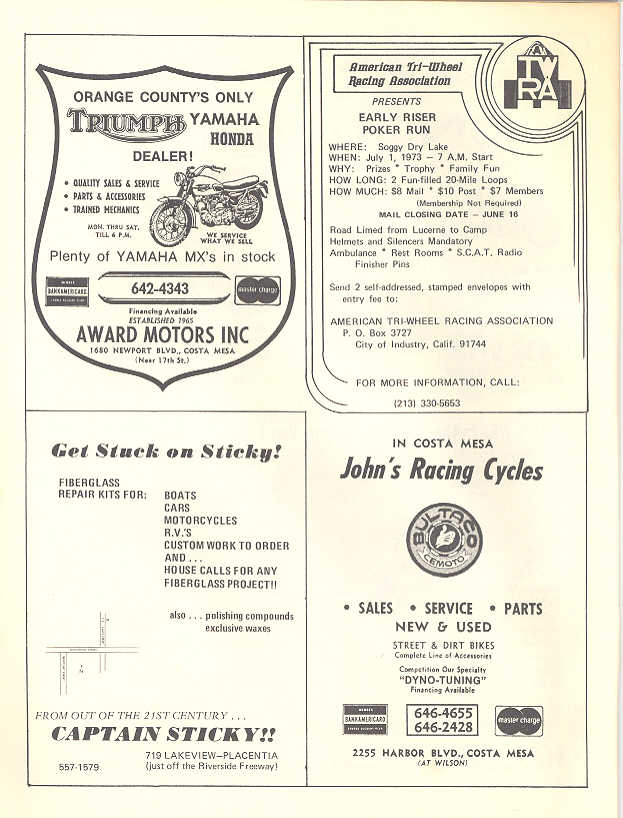 ORANGE COUNTY'S ONLY
TRIUMPH YAMAHA
HONDA
DEALER!
• QUALITY SALES & SERVICE
• PARTS & ACCESSORIES
• TRAINED MECHANICS
MON. THRU SAT.
TILL 6 P.M.
WE SERVICE
WHAT WE SELL
Plenty of YAMAHA MX's in stock
BANKAMERICARD
642-4343
master charge
Financing Available
ESTABLISHED 1965
AWARD MOTORS INC
1680 NEWPORT BLVD., COSTA MESA
(Near 17th St.)
American Tri-Wheel
Racing Association
A
TW
RA
PRESENTS
EARLY RISER
POKER RUN
WHERE: Soggy Dry Lake
WHEN: July 1, 1973 – 7 A.M. Start
WHY: Prizes * Trophy * Family Fun
HOW LONG: 2 Fun-filled 20-Mile Loops
HOW MUCH: $8 Mail * $10 Post * $7 Members
(Membership Not Required)
MAIL CLOSING DATE – JUNE 16
Road Limed from Lucerne to Camp
Helmets and Silencers Mandatory
Ambulance * Rest Rooms * S.C.A.T. Radio
Finisher Pins
Send 2 self-addressed, stamped envelopes with
entry fee to:
AMERICAN TRI-WHEEL RACING ASSOCIATION
P. O. Box 3727
City of Industry, Calif. 91744
FOR MORE INFORMATION, CALL:
(213) 330-5653
Get Stuck on Sticky!
FIBERGLASS
REPAIR KITS FOR: BOATS
CARS
MOTORCYCLES
R.V.'S
CUSTOM WORK TO ORDER
AND . . .
HOUSE CALLS FOR ANY
FIBERGLASS PROJECT!!
also . . . polishing compounds
exclusive waxes
FROM OUT OF THE 21ST CENTURY . . .
CAPTAIN STICKY!!
719 LAKEVIEW–PLACENTIA
557-1579 (just off the Riverside Freeway!)
IN COSTA MESA
John's Racing Cycles
BULTACO
CEMOTO
• SALES • SERVICE • PARTS
NEW & USED
STREET & DIRT BIKES
Complete Line of Accessories
Competition Our Specialty
"DYNO-TUNING"
Financing Available
BANKAMERICARD
646-4655
646-2428
master charge
2255 HARBOR BLVD., COSTA MESA
(AT WILSON)